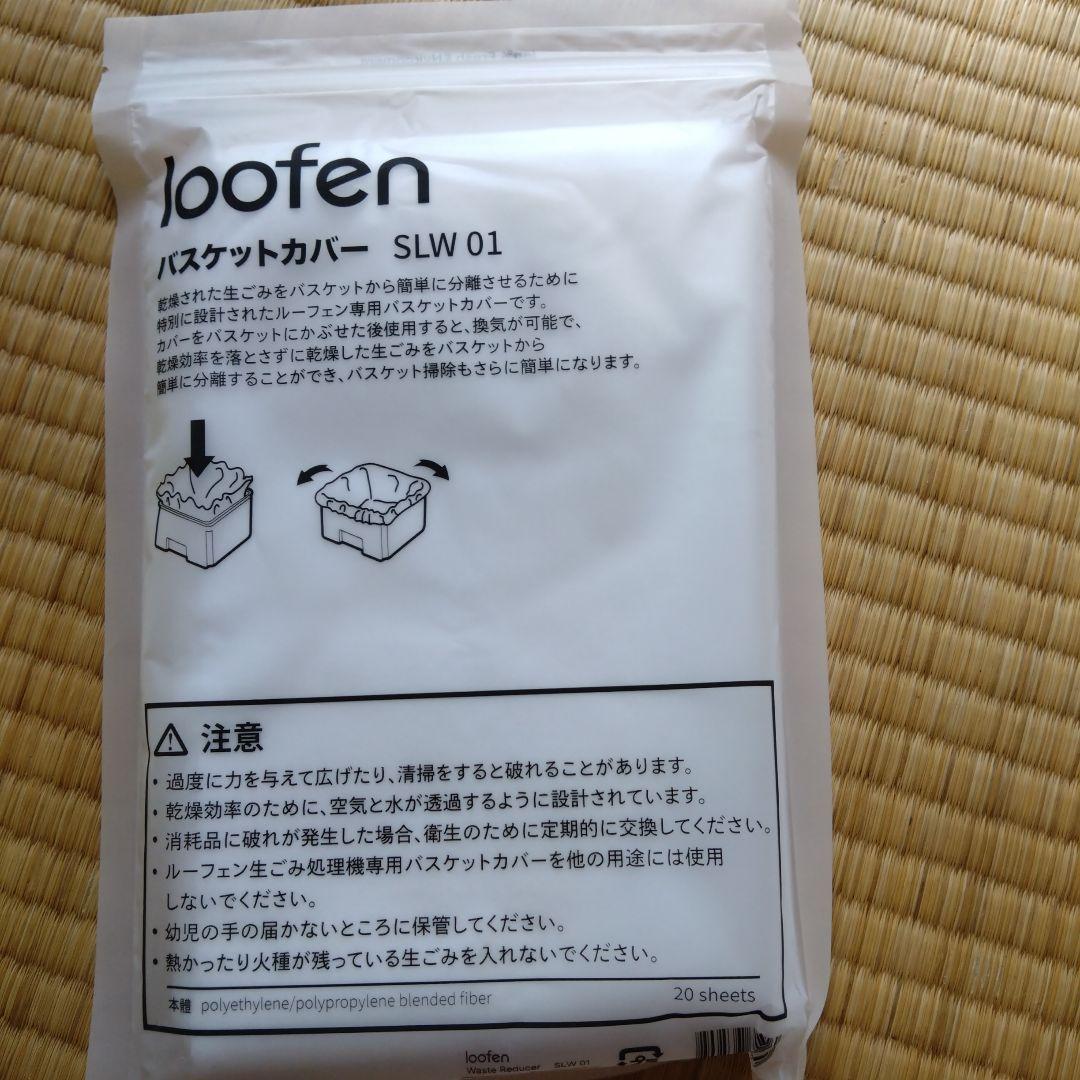 loofen
バスケットカバー SLW 01
乾燥された生ごみをバスケットから簡単に分離させるために
特別に設計されたルーフェン専用バスケットカバーです。
カバーをバスケットにかぶせた後使用すると、換気が可能で、
乾燥効率を落とさずに乾燥した生ごみをバスケットから
簡単に分離することができ、バスケット掃除もさらに簡単になります。
注意
・過度に力を与えて広げたり、清掃をすると破れることがあります。
・乾燥効率のために、空気と水が透過するように設計されています。
・消耗品に破れが発生した場合、衛生のために定期的に交換してください。
・ルーフェン生ごみ処理機専用バスケットカバーを他の用途には使用
しないでください。
・幼児の手の届かないところに保管してください。
・熱かったり火種が残っている生ごみを入れないでください。
本體 polyethylene/polypropylene blended fiber 20 sheets
loofen
Waste Reducer SLW 01